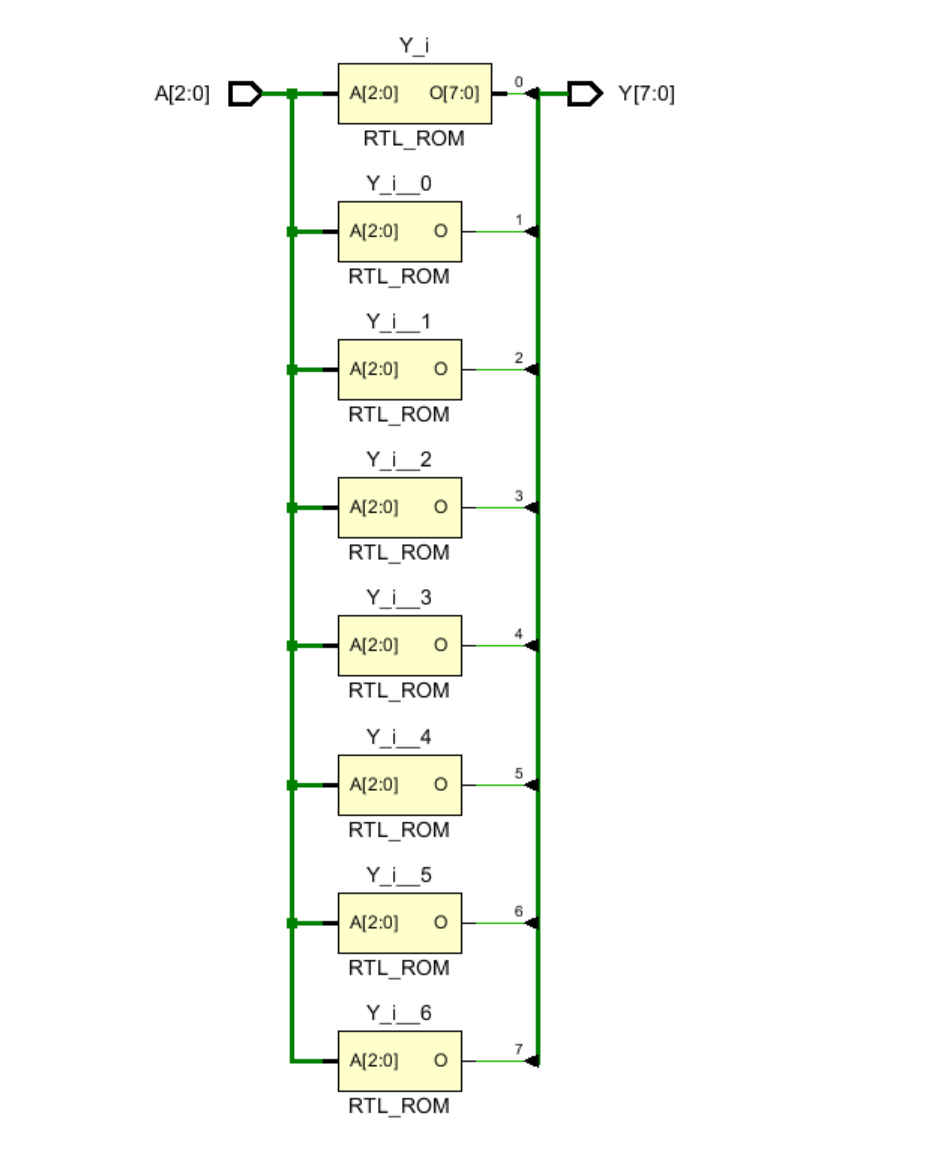 Y_i
A[2:0] A[2:0] O[7:0] 0 Y[7:0]
RTL_ROM
Y_i__0
A[2:0] O 1
RTL_ROM
Y_i__1
A[2:0] O 2
RTL_ROM
Y_i__2
A[2:0] O 3
RTL_ROM
Y_i__3
A[2:0] O 4
RTL_ROM
Y_i__4
A[2:0] O 5
RTL_ROM
Y_i__5
A[2:0] O 6
RTL_ROM
Y_i__6
A[2:0] O 7
RTL_ROM